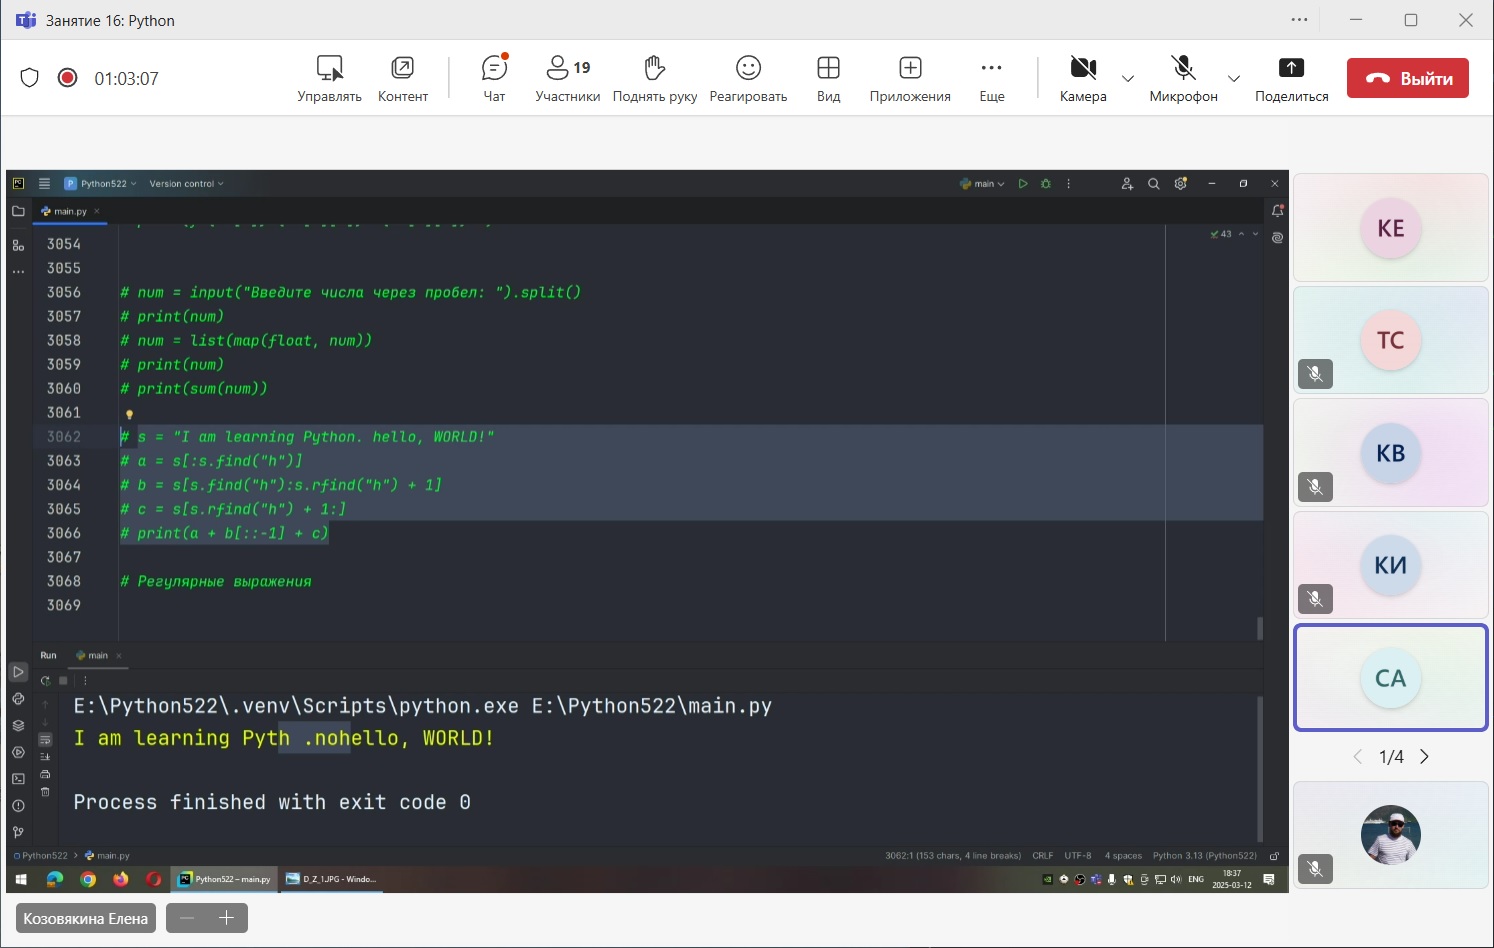 Занятие 16: Python
01:03:07
Управлять
Контент
Чат
19
Участники
Поднять руку
Реагировать
Вид
Приложения
Еще
Камера
Микрофон
Поделиться
Выйти
PC
P Python522
Version control
main
main.py
43
3054
3055
3056 # num = input("Введите числа через пробел: ").split()
3057 # print(num)
3058 # num = list(map(float, num))
3059 # print(num)
3060 # print(sum(num))
3061
3062 # s = "I am learning Python. hello, WORLD!"
3063 # a = s[:s.find("h")]
3064 # b = s[s.find("h"):s.rfind("h") + 1]
3065 # c = s[s.rfind("h") + 1:]
3066 # print(a + b[::-1] + c)
3067
3068 # Регулярные выражения
3069
Run main
E:\Python522\.venv\Scripts\python.exe E:\Python522\main.py
I am learning Pyth .nohello, WORLD!
Process finished with exit code 0
Python522 > main.py
3062:1 (153 chars, 4 line breaks) CRLF UTF-8 4 spaces Python 3.13 (Python522)
Python522 – main.py
D_Z_1.JPG - Windo...
ENG
18:37
2025-03-12
KE
TC
КВ
КИ
CA
1/4
Козовякина Елена